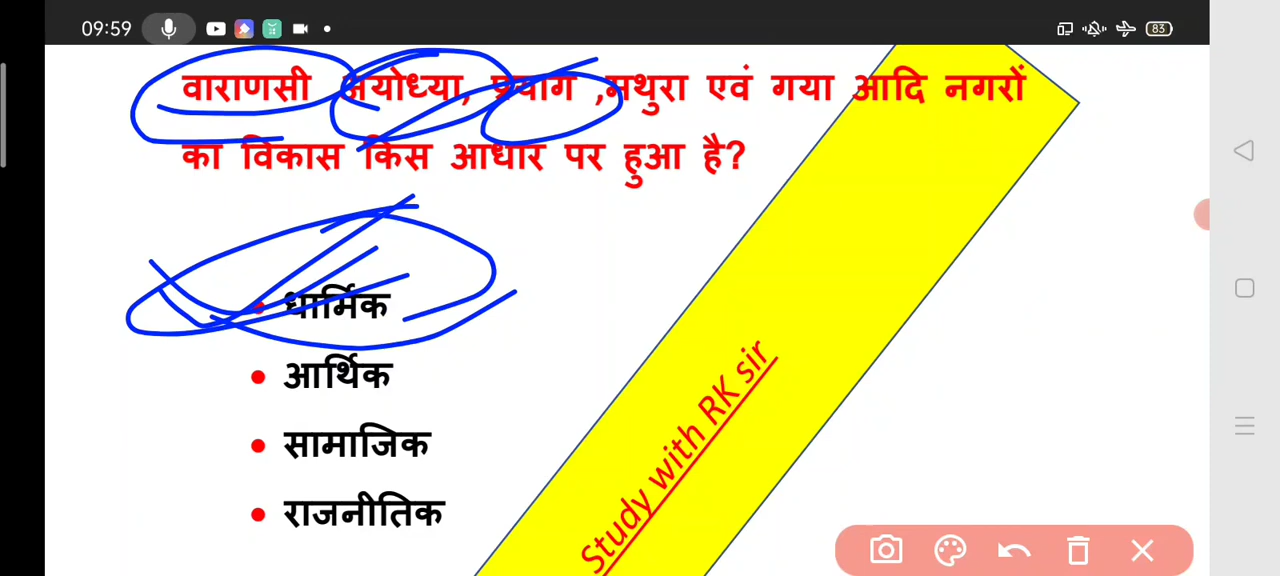 09:59
83
वाराणसी अयोध्या, प्रयाग ,मथुरा एवं गया आदि नगरों
का विकास किस आधार पर हुआ है?
• धार्मिक
• आर्थिक
• सामाजिक
• राजनीतिक
Study with RK sir